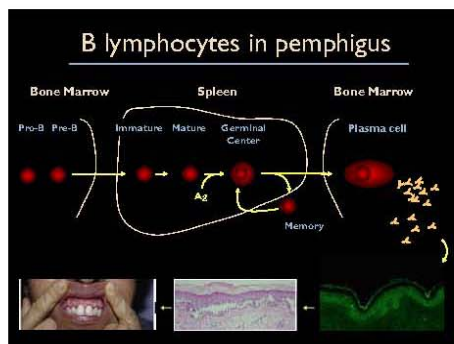 B lymphocytes in pemphigus
Bone Marrow Spleen Bone Marrow
Pro-B Pre-B Immature Mature Germinal Center Plasma cell
Ag
Memory